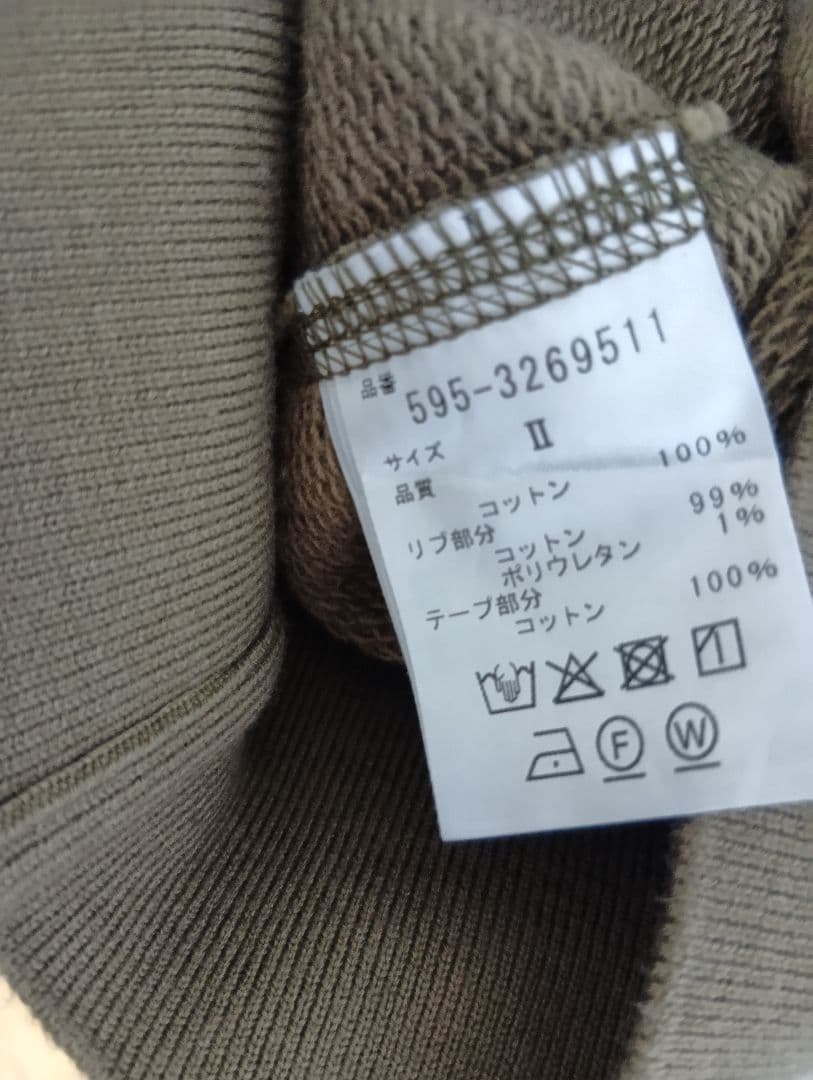 品番 595-3269511
サイズ Ⅱ
品質
コットン 100%
リブ部分
コットン 99%
ポリウレタン 1%
テープ部分
コットン 100%
F W